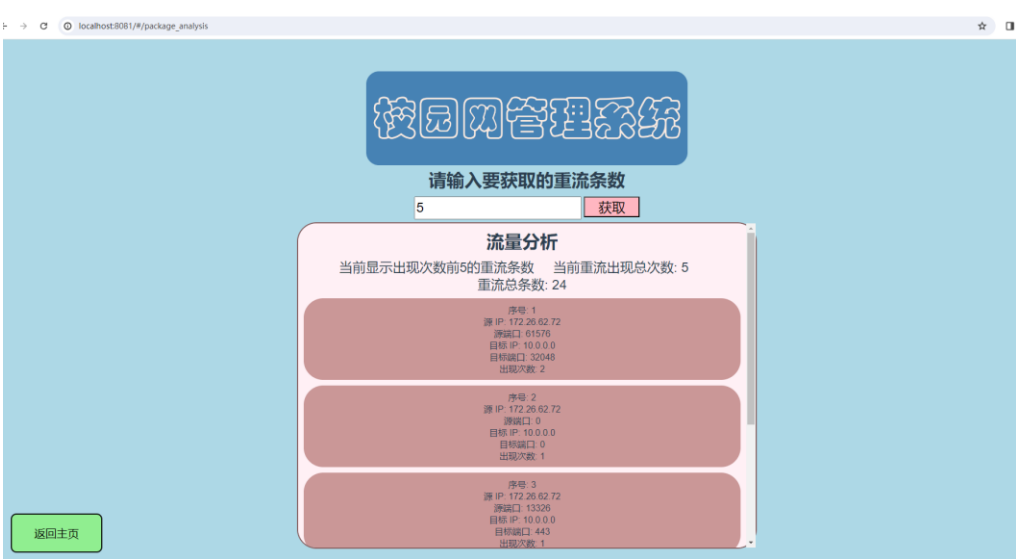 localhost:8081/#/package_analysis
校园网管理系统
请输入要获取的重流条数
5 获取
流量分析
当前显示出现次数前5的重流条数 当前重流出现总次数: 5
重流总条数: 24
序号: 1
源 IP: 172.26.62.72
源端口: 61576
目标 IP: 10.0.0.0
目标端口: 32048
出现次数: 2
序号: 2
源 IP: 172.26.62.72
源端口: 0
目标 IP: 10.0.0.0
目标端口: 0
出现次数: 1
序号: 3
源 IP: 172.26.62.72
源端口: 13326
目标 IP: 10.0.0.0
目标端口: 443
出现次数: 1
返回主页